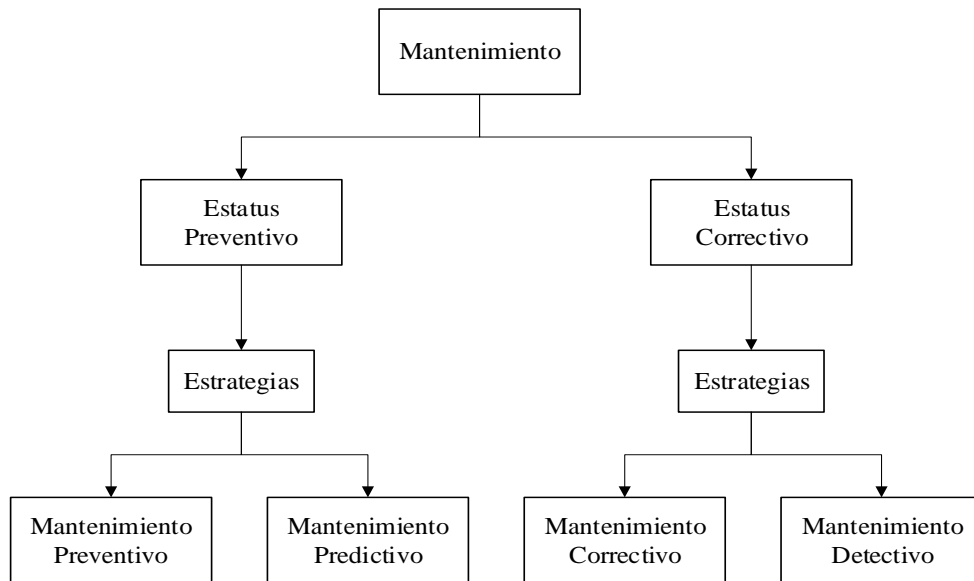 Mantenimiento
Estatus
Preventivo
Estatus
Correctivo
Estrategias
Estrategias
Mantenimiento
Preventivo
Mantenimiento
Predictivo
Mantenimiento
Correctivo
Mantenimiento
Detectivo